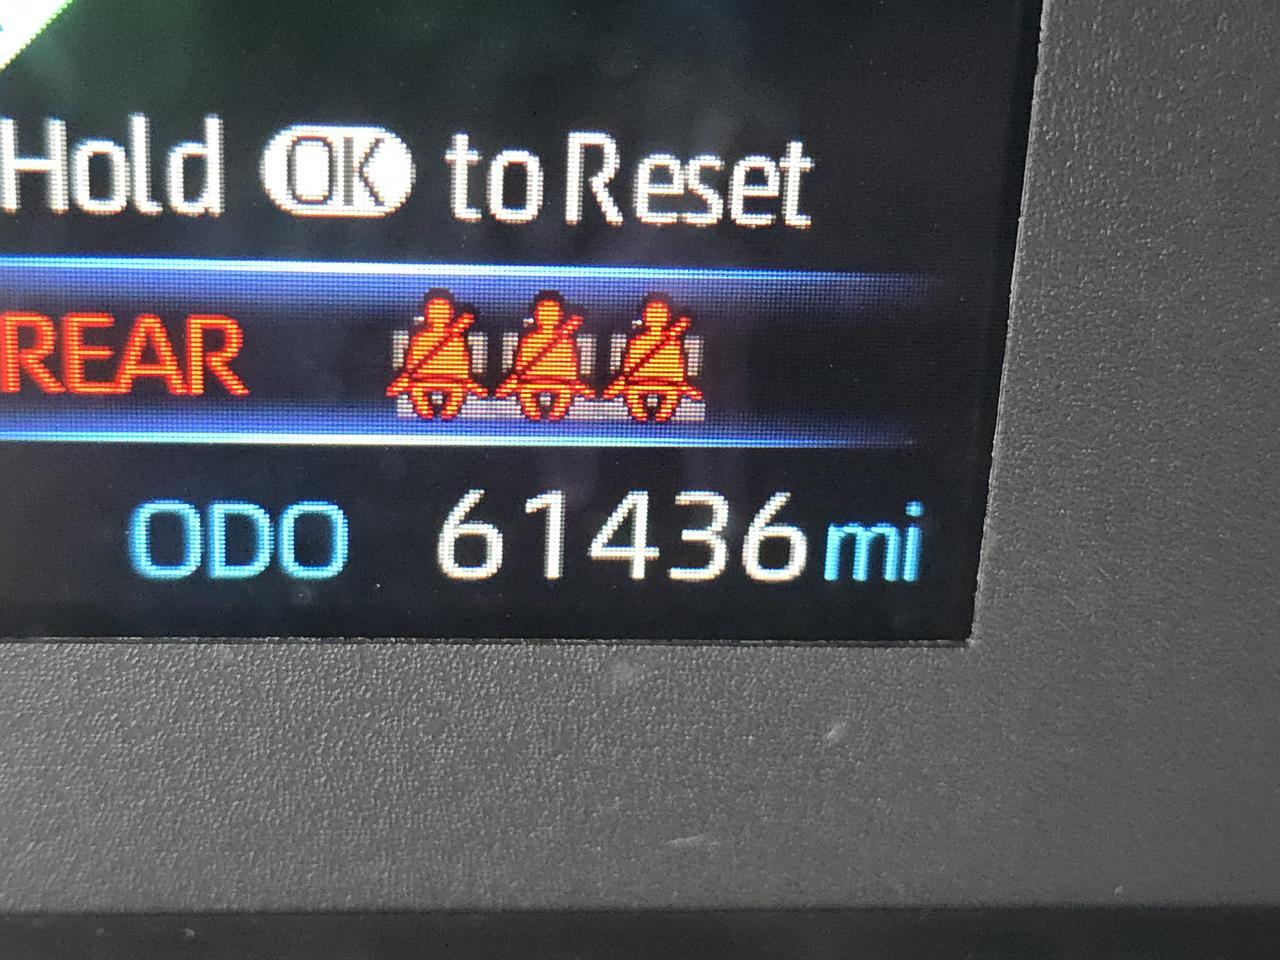 Hold OK to Reset
REAR
ODO 61436 mi